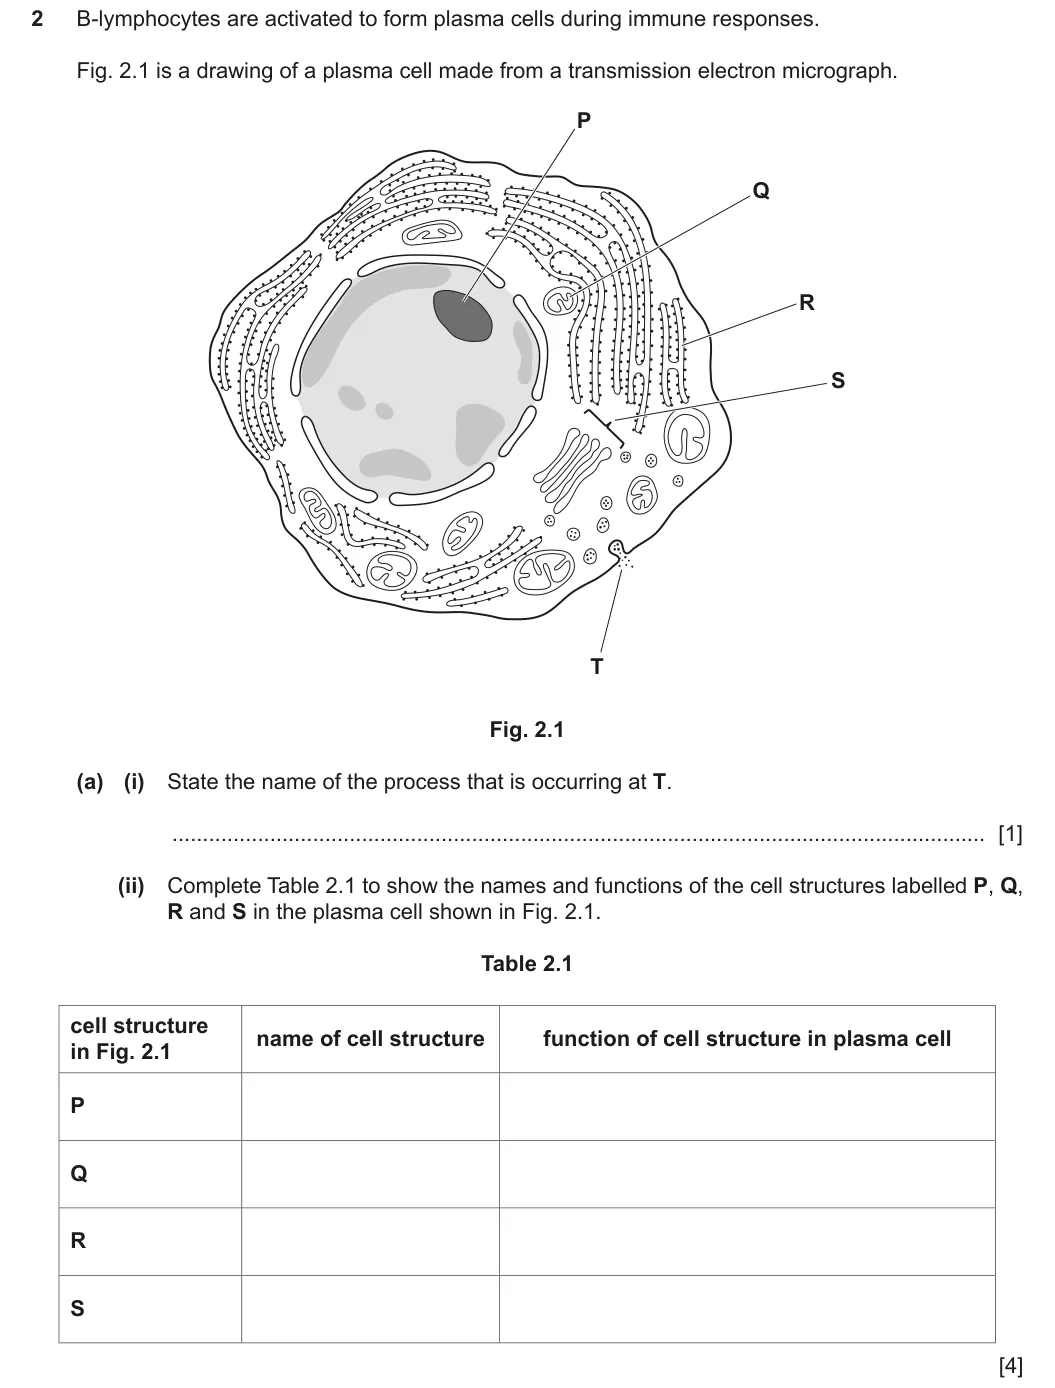 2 B-lymphocytes are activated to form plasma cells during immune responses.
Fig. 2.1 is a drawing of a plasma cell made from a transmission electron micrograph.
P
Q
R
S
T
Fig. 2.1
(a) (i) State the name of the process that is occurring at T.
...................................................................................................................................... [1]
(ii) Complete Table 2.1 to show the names and functions of the cell structures labelled P, Q,
R and S in the plasma cell shown in Fig. 2.1.
Table 2.1
cell structure
in Fig. 2.1
name of cell structure
function of cell structure in plasma cell
P
Q
R
S
[4]